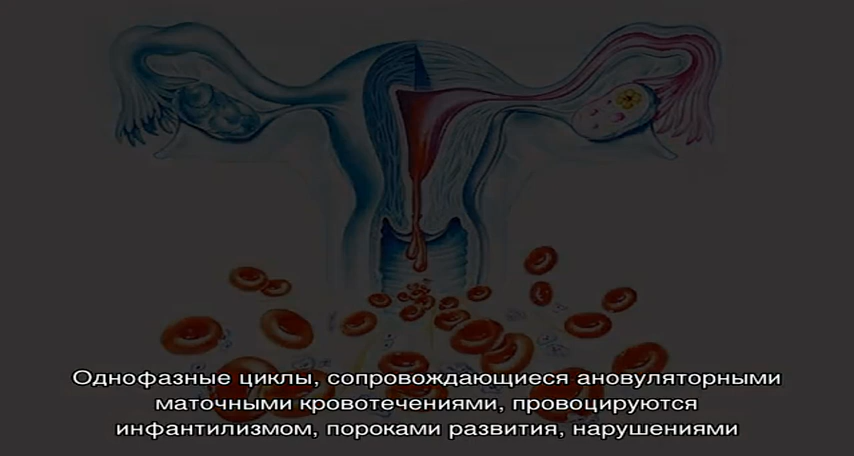 Однофазные циклы, сопровождающиеся ановуляторными
маточными кровотечениями, провоцируются
инфантилизмом, пороками развития, нарушениями